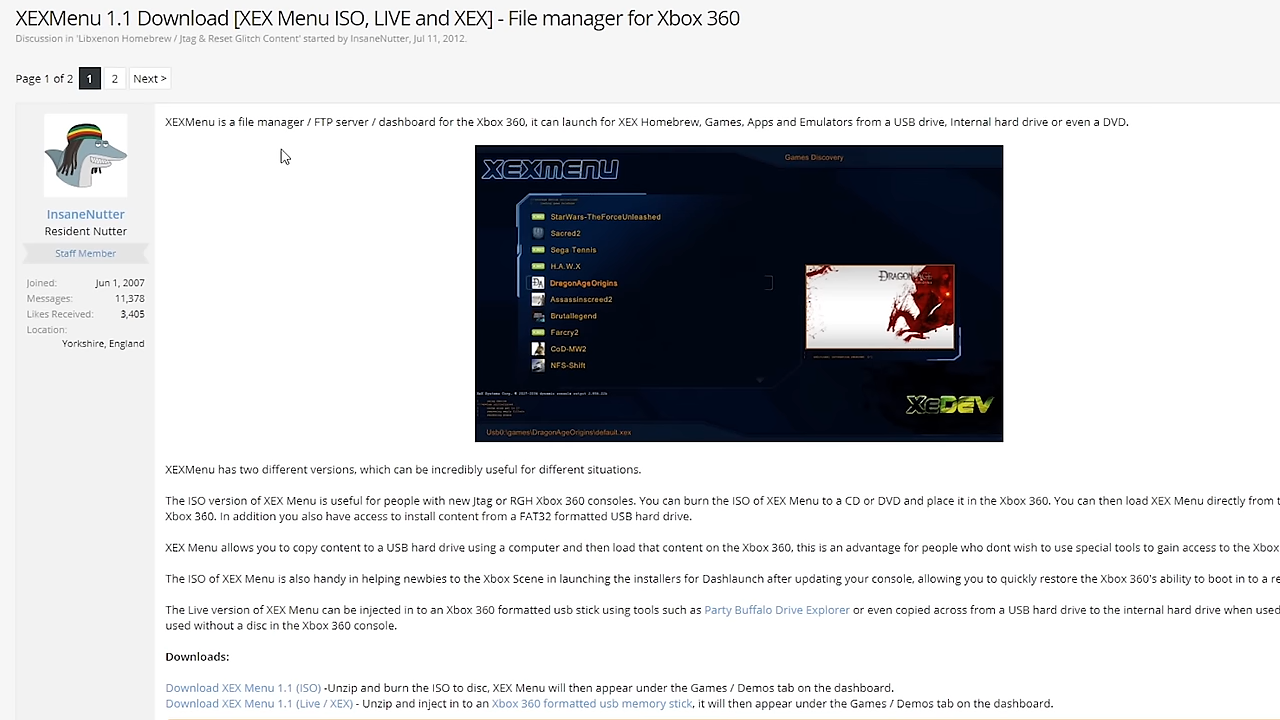 XEXMenu 1.1 Download [XEX Menu ISO, LIVE and XEX] - File manager for Xbox 360
Discussion in 'Libxenon Homebrew / Jtag & Reset Glitch Content' started by InsaneNutter, Jul 11, 2012.
Page 1 of 2 1 2 Next >
InsaneNutter
Resident Nutter
Staff Member
Joined: Jun 1, 2007
Messages: 11,378
Likes Received: 3,405
Location:
Yorkshire, England
XEXMenu is a file manager / FTP server / dashboard for the Xbox 360, it can launch for XEX Homebrew, Games, Apps and Emulators from a USB drive, Internal hard drive or even a DVD.
XEXMENU
Games Discovery
StarWars-TheForceUnleashed
Sacred2
Sega Tennis
H.A.W.X
DragonAgeOrigins
Assassinscreed2
Brutallegend
Farcry2
CoD-MW2
NFS-Shift
DRAGON AGE
XeDEV
Usb0:\games\DragonAgeOrigins\default.xex
XEXMenu has two different versions, which can be incredibly useful for different situations.
The ISO version of XEX Menu is useful for people with new Jtag or RGH Xbox 360 consoles. You can burn the ISO of XEX Menu to a CD or DVD and place it in the Xbox 360. You can then load XEX Menu directly from
Xbox 360. In addition you also have access to install content from a FAT32 formatted USB hard drive.
XEX Menu allows you to copy content to a USB hard drive using a computer and then load that content on the Xbox 360, this is an advantage for people who dont wish to use special tools to gain access to the Xbox
The ISO of XEX Menu is also handy in helping newbies to the Xbox Scene in launching the installers for Dashlaunch after updating your console, allowing you to quickly restore the Xbox 360's ability to boot in to a
The Live version of XEX Menu can be injected in to an Xbox 360 formatted usb stick using tools such as Party Buffalo Drive Explorer or even copied across from a USB hard drive to the internal hard drive when used
used without a disc in the Xbox 360 console.
Downloads:
Download XEX Menu 1.1 (ISO) -Unzip and burn the ISO to disc, XEX Menu will then appear under the Games / Demos tab on the dashboard.
Download XEX Menu 1.1 (Live / XEX) - Unzip and inject in to an Xbox 360 formatted usb memory stick, it will then appear under the Games / Demos tab on the dashboard.